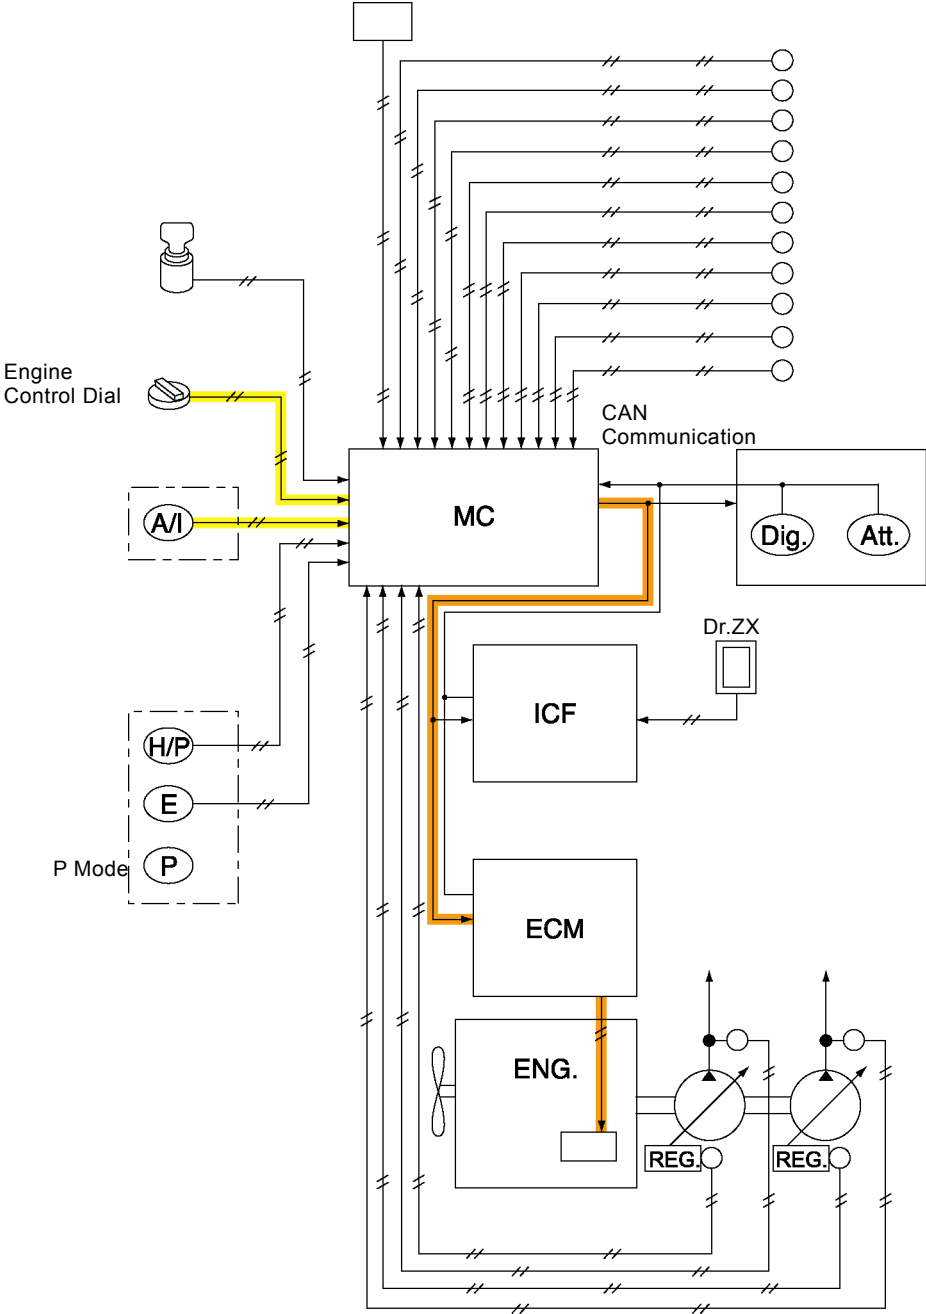 Engine
Control Dial
CAN
Communication
MC
A/I
Dig.
Att.
Dr.ZX
ICF
H/P
E
P Mode
P
ECM
ENG.
REG.
REG.